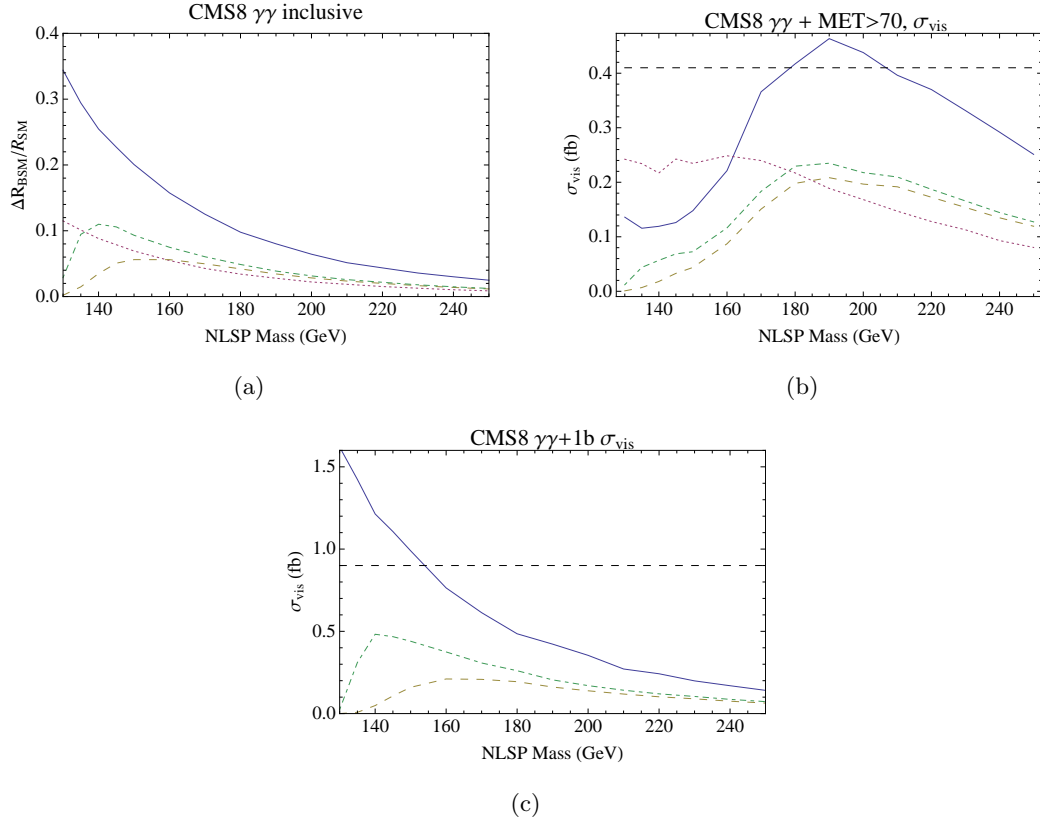 CMS8 γγ inclusive
0.4
0.3
0.2
0.1
0.0
ΔR_BSM/R_SM
140 160 180 200 220 240
NLSP Mass (GeV)
(a)
CMS8 γγ + MET>70, σ_vis
0.4
0.3
0.2
0.1
0.0
σ_vis (fb)
140 160 180 200 220 240
NLSP Mass (GeV)
(b)
CMS8 γγ+1b σ_vis
1.5
1.0
0.5
0.0
σ_vis (fb)
140 160 180 200 220 240
NLSP Mass (GeV)
(c)